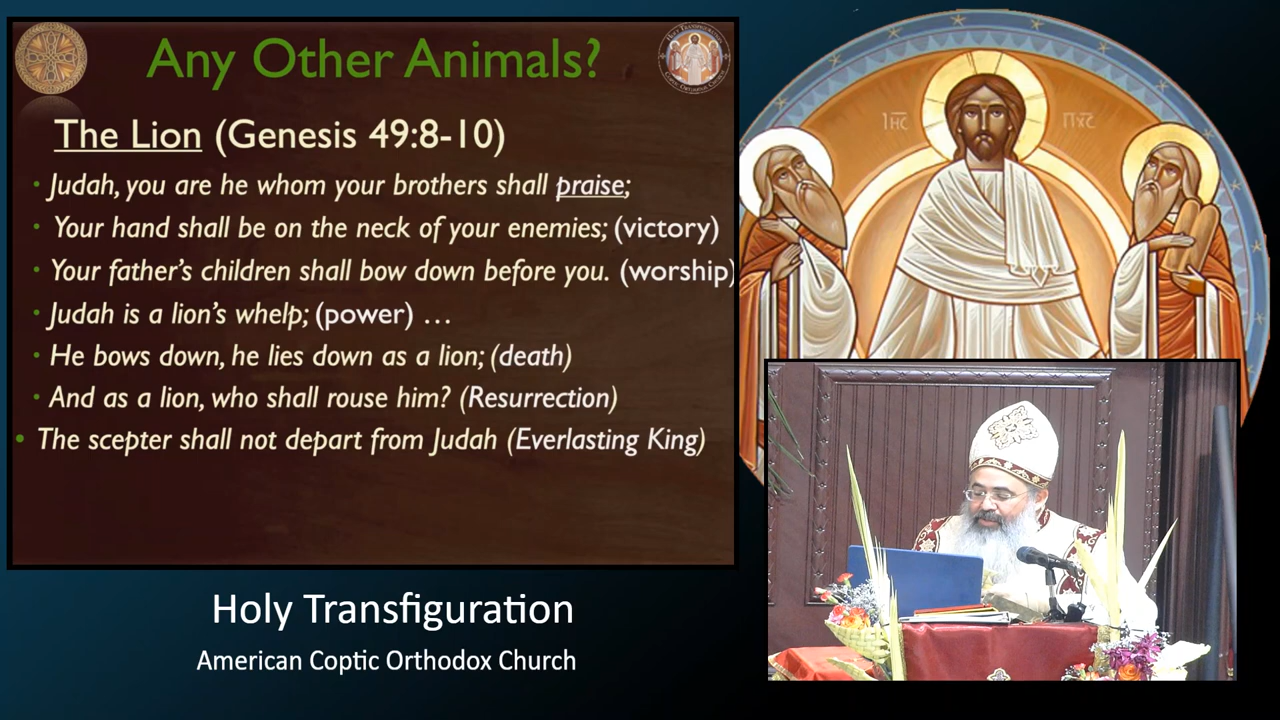 Any Other Animals?
The Lion (Genesis 49:8-10)
• Judah, you are he whom your brothers shall praise;
• Your hand shall be on the neck of your enemies; (victory)
• Your father's children shall bow down before you. (worship)
• Judah is a lion's whelp; (power) …
• He bows down, he lies down as a lion; (death)
• And as a lion, who shall rouse him? (Resurrection)
• The scepter shall not depart from Judah (Everlasting King)
Holy Transfiguration
American Coptic Orthodox Church